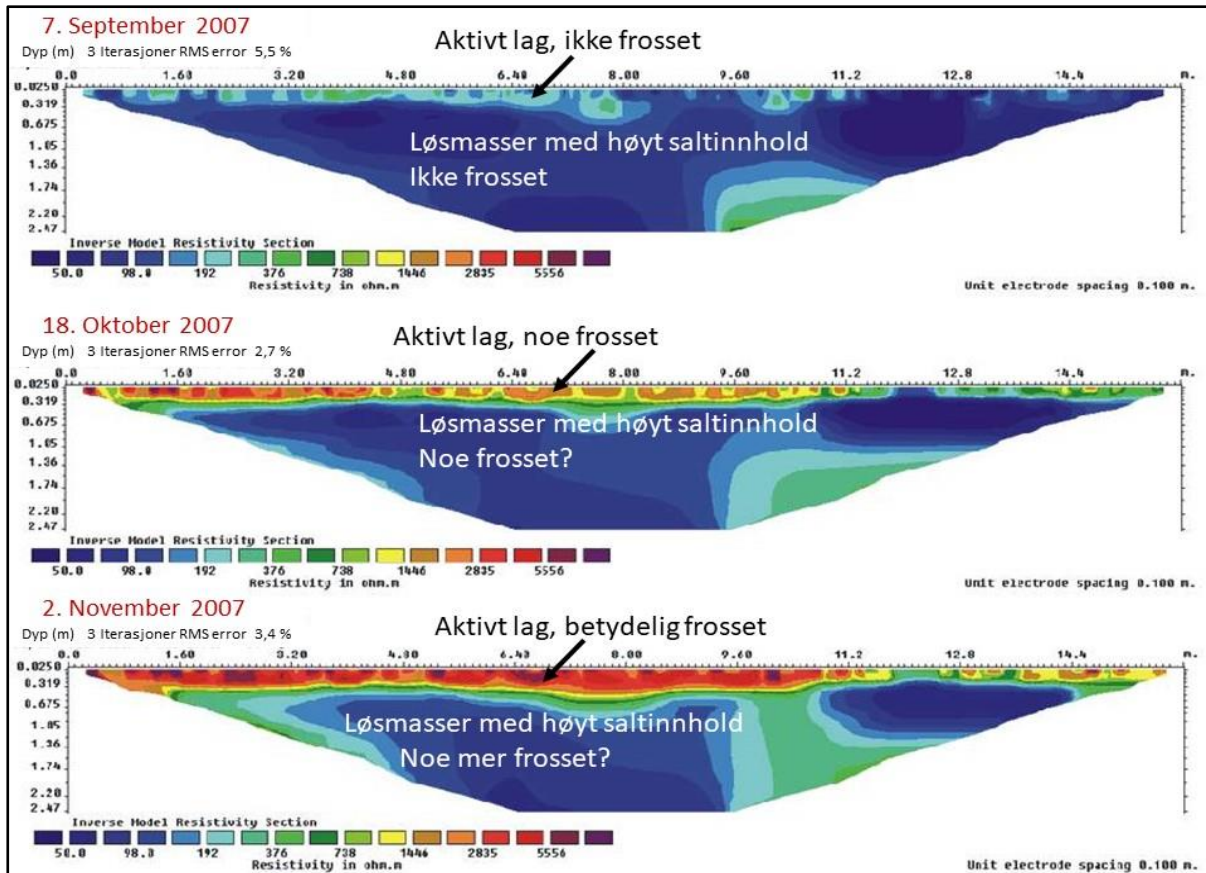 7. September 2007
Dyp (m) 3 Iterasjoner RMS error 5,5 %
Aktivt lag, ikke frosset
0.0 1.60 3.20 4.80 6.40 8.00 9.60 11.2 12.8 14.4 m.
0.0250
0.319
0.675
1.05
1.36
1.74
2.20
2.47
Løsmasser med høyt saltinnhold
Ikke frosset
Inverse Model Resistivity Section
50.0 98.0 192 376 738 1446 2835 5556
Resistivity in ohm.m
Unit electrode spacing 0.100 m.
18. Oktober 2007
Dyp (m) 3 Iterasjoner RMS error 2,7 %
Aktivt lag, noe frosset
0.0 1.60 3.20 4.80 6.40 8.00 9.60 11.2 12.8 14.4 m.
0.0250
0.319
0.675
1.05
1.36
1.74
2.20
2.47
Løsmasser med høyt saltinnhold
Noe frosset?
Inverse Model Resistivity Section
50.0 98.0 192 376 738 1446 2835 5556
Resistivity in ohm.m
Unit electrode spacing 0.100 m.
2. November 2007
Dyp (m) 3 Iterasjoner RMS error 3,4 %
Aktivt lag, betydelig frosset
0.0 1.60 3.20 4.80 6.40 8.00 9.60 11.2 12.8 14.4 m.
0.0250
0.319
0.675
1.05
1.36
1.74
2.20
2.47
Løsmasser med høyt saltinnhold
Noe mer frosset?
Inverse Model Resistivity Section
50.0 98.0 192 376 738 1446 2835 5556
Resistivity in ohm.m
Unit electrode spacing 0.100 m.